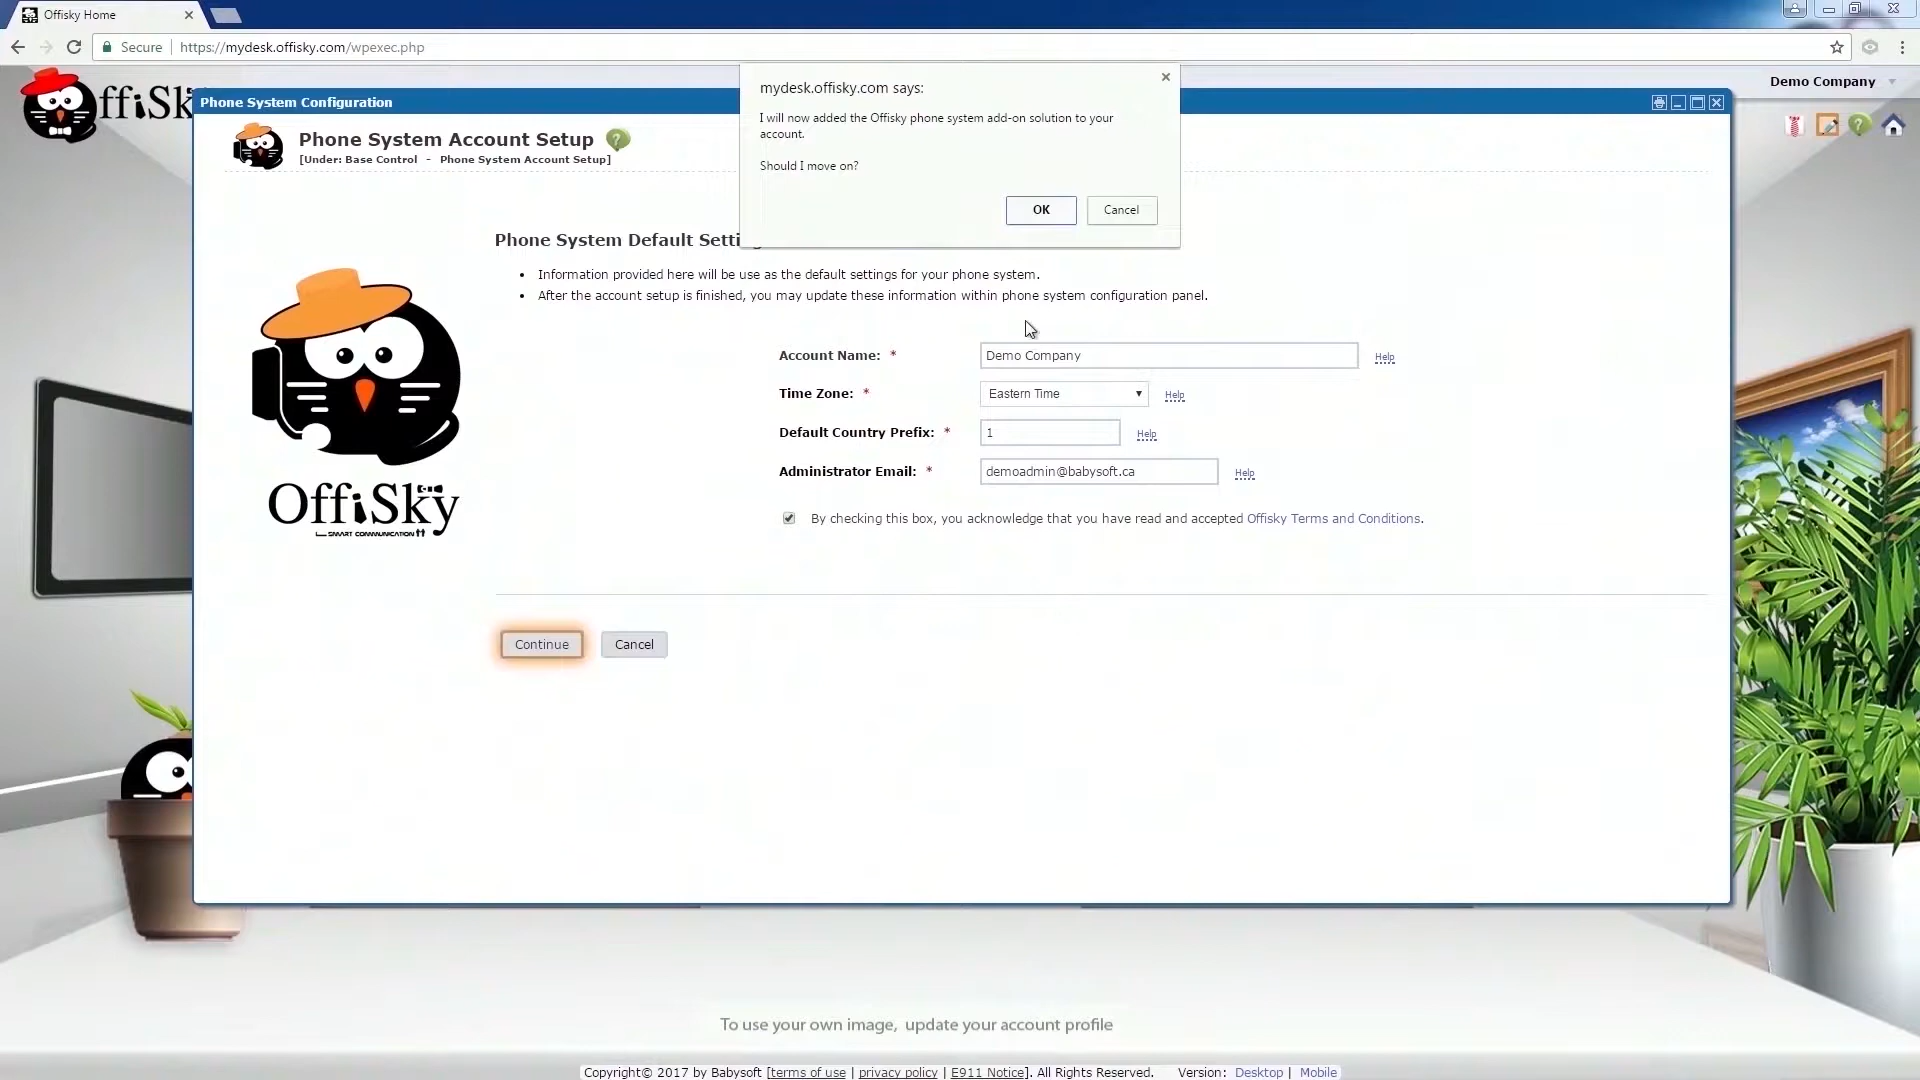 Offisky Home
Secure https://mydesk.offisky.com/wpexec.php
Demo Company
Phone System Configuration
mydesk.offisky.com says:
I will now added the Offisky phone system add-on solution to your
account.
Should I move on?
OK Cancel
Phone System Account Setup
[Under: Base Control - Phone System Account Setup]
Phone System Default Setting
Information provided here will be use as the default settings for your phone system.
After the account setup is finished, you may update these information within phone system configuration panel.
Account Name: * Demo Company Help
Time Zone: * Eastern Time Help
Default Country Prefix: * 1 Help
Administrator Email: * demoadmin@babysoft.ca Help
OffiSky
SMART COMMUNICATION
By checking this box, you acknowledge that you have read and accepted Offisky Terms and Conditions.
Continue Cancel
To use your own image, update your account profile
Copyright© 2017 by Babysoft [terms of use | privacy policy | E911 Notice]. All Rights Reserved. Version: Desktop | Mobile